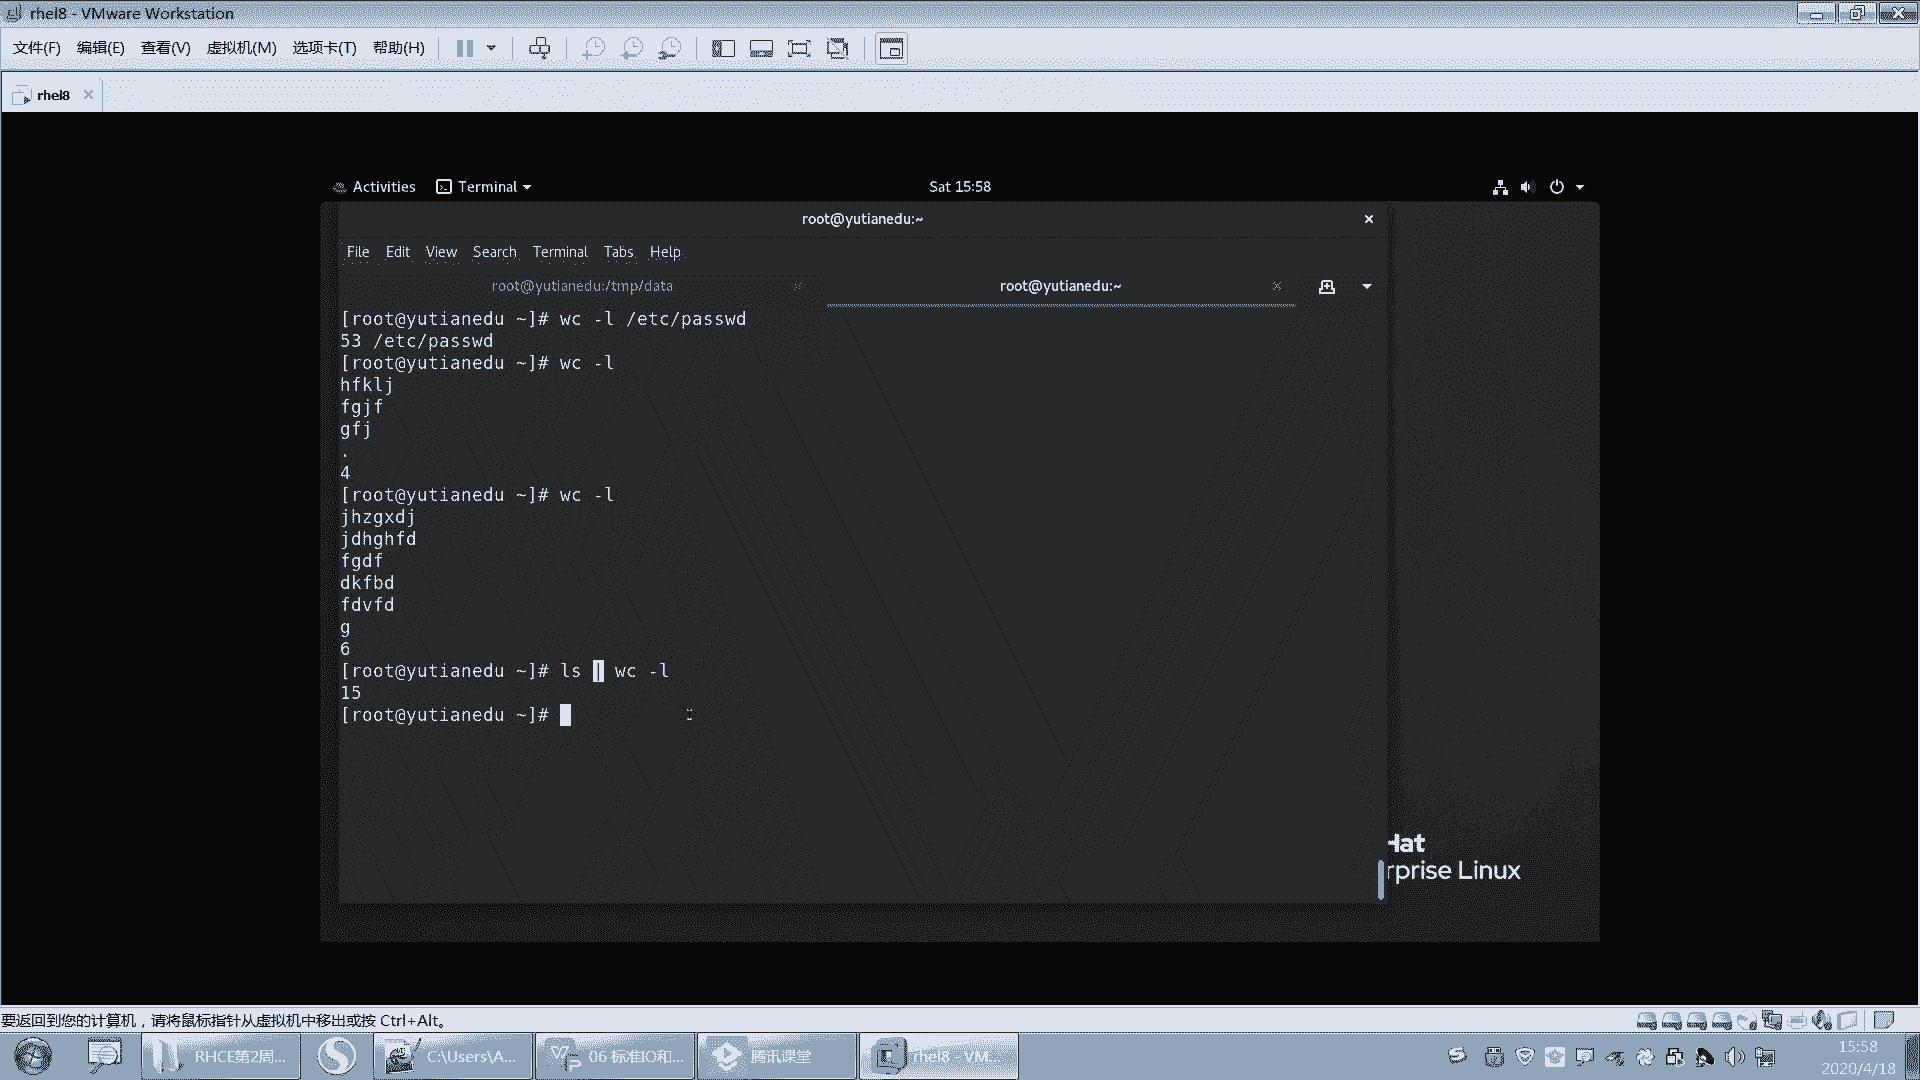 rhel8 - VMware Workstation
文件(F) 编辑(E) 查看(V) 虚拟机(M) 选项卡(T) 帮助(H)
rhel8
Activities Terminal Sat 15:58
root@yutianedu:~
File Edit View Search Terminal Tabs Help
root@yutianedu:/tmp/data root@yutianedu:~
[root@yutianedu ~]# wc -l /etc/passwd
53 /etc/passwd
[root@yutianedu ~]# wc -l
hfklj
fgjf
gfj
.
4
[root@yutianedu ~]# wc -l
jhzgxdj
jdhghfd
fgdf
dkfbd
fdvfd
g
6
[root@yutianedu ~]# ls | wc -l
15
[root@yutianedu ~]#
Hat
rprise Linux
要返回到您的计算机，请将鼠标指针从虚拟机中移出或按 Ctrl+Alt。
RHCE第2周... C:\Users\A... 06 标准IO和... 腾讯课堂 rhel8 - VM...
15:58
2020/4/18